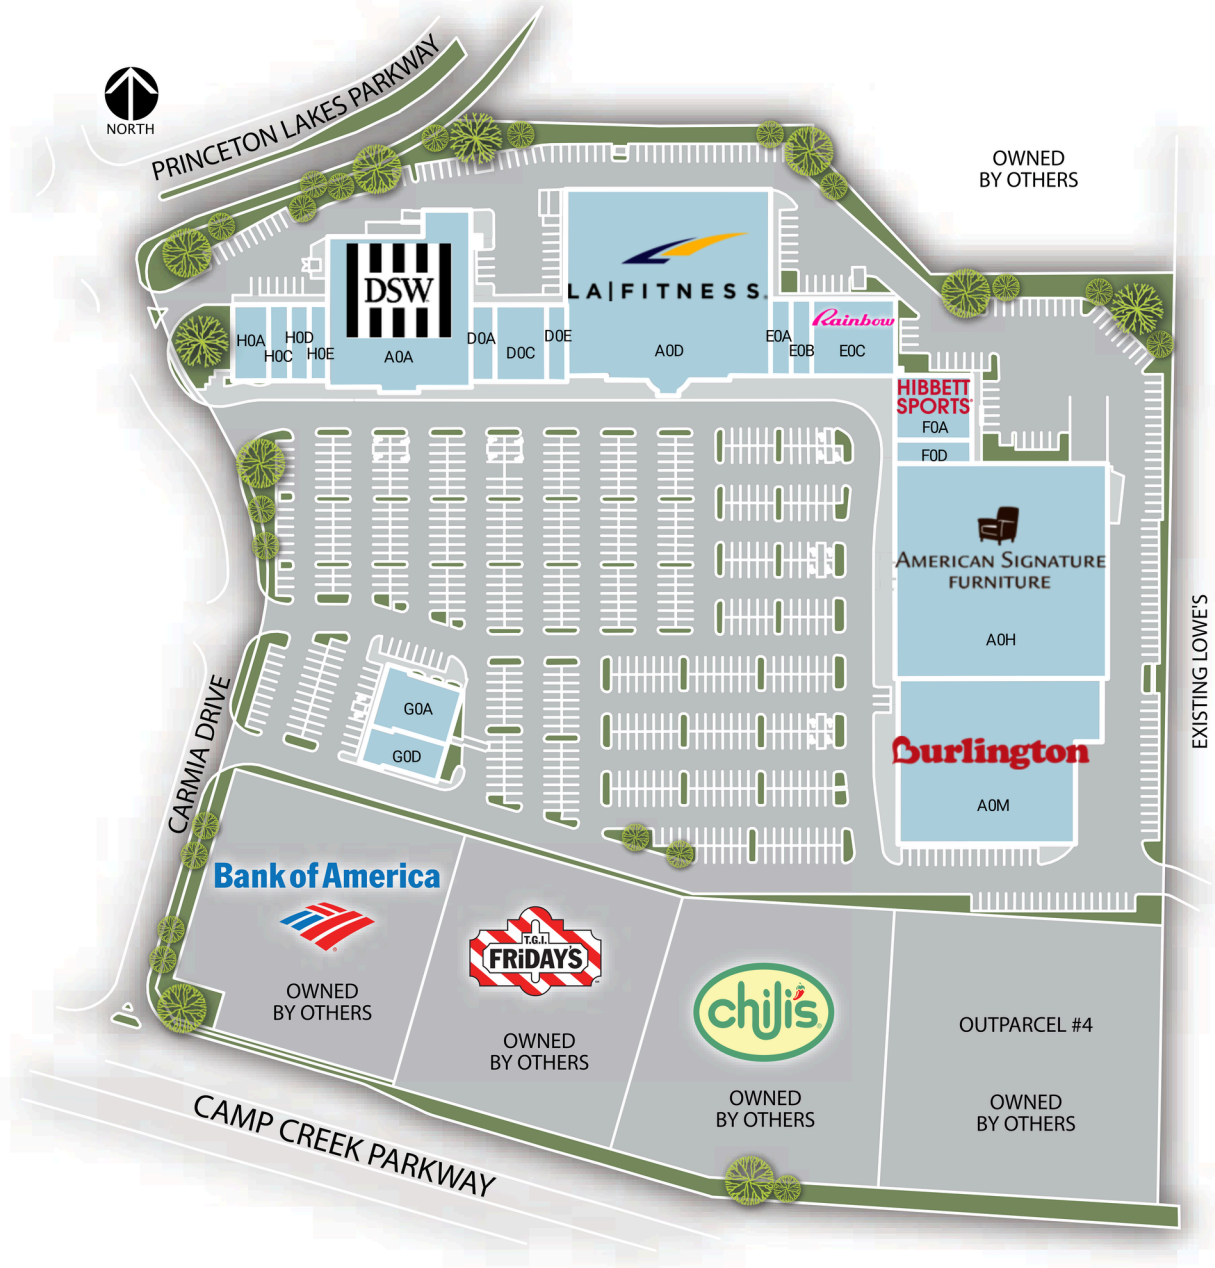 PRINCETON LAKES PARKWAY
NORTH
OWNED
BY OTHERS
DSW
LA|FITNESS
Rainbow
H0A
H0C
H0D
H0E
A0A
D0A
D0C
D0E
A0D
E0A
E0B
E0C
HIBBETT
SPORTS
F0A
F0D
AMERICAN SIGNATURE
FURNITURE
A0H
EXISTING LOWE'S
CARMIA DRIVE
G0A
G0D
Burlington
A0M
Bank of America
OWNED
BY OTHERS
T.G.I.
FRiDAY'S
OWNED
BY OTHERS
chili's
OWNED
BY OTHERS
OUTPARCEL #4
OWNED
BY OTHERS
CAMP CREEK PARKWAY